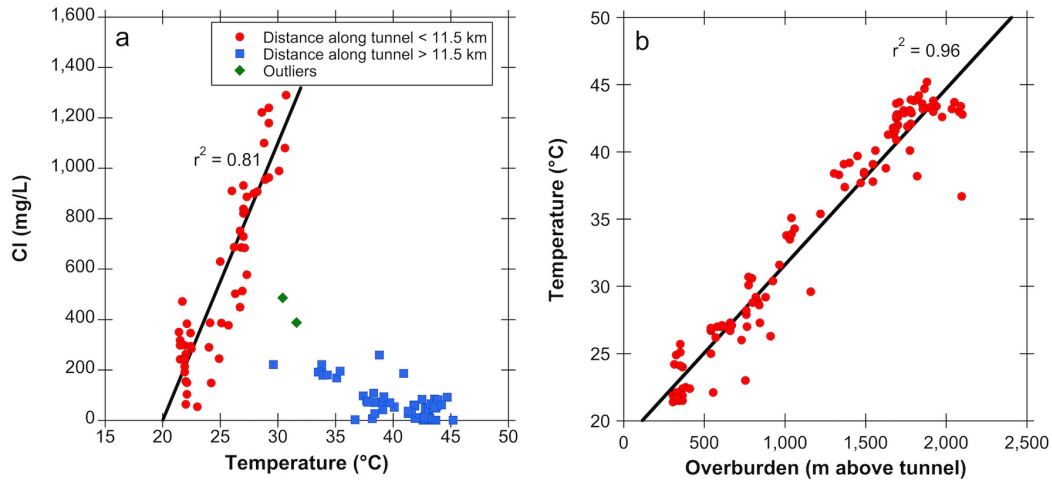 a
Distance along tunnel < 11.5 km
Distance along tunnel > 11.5 km
Outliers
r² = 0.81
Cl (mg/L)
1,600
1,400
1,200
1,000
800
600
400
200
0
15 20 25 30 35 40 45 50
Temperature (°C)
b
r² = 0.96
Temperature (°C)
50
45
40
35
30
25
20
0 500 1,000 1,500 2,000 2,500
Overburden (m above tunnel)